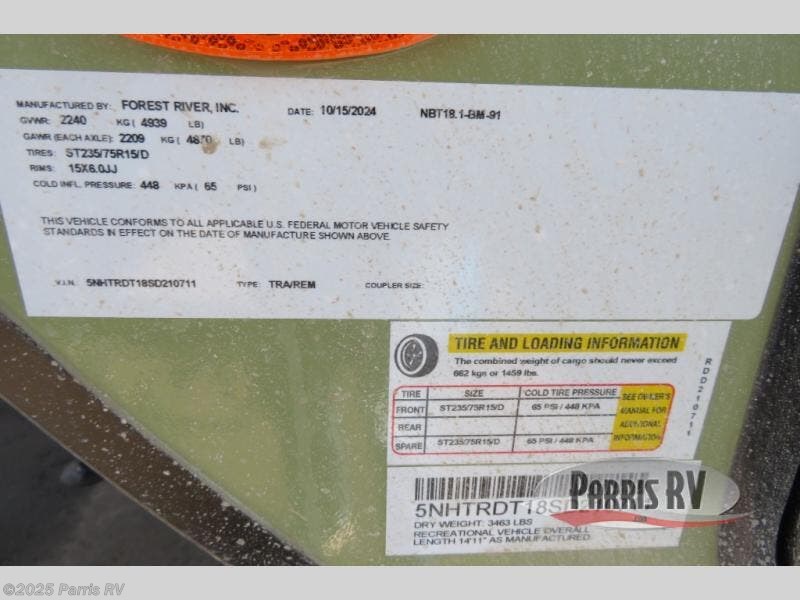 MANUFACTURED BY: FOREST RIVER, INC. DATE: 10/15/2024 NBT18.1-BM-91
GVWR: 2240 KG ( 4939 LB)
GAWR (EACH AXLE): 2209 KG ( 4870 LB)
TIRES: ST235/75R15/D
RIMS: 15X6.0JJ
COLD INFL. PRESSURE: 448 KPA ( 65 PSI )
THIS VEHICLE CONFORMS TO ALL APPLICABLE U.S. FEDERAL MOTOR VEHICLE SAFETY
STANDARDS IN EFFECT ON THE DATE OF MANUFACTURE SHOWN ABOVE.
V.I.N.: 5NHTRDT18SD210711 TYPE: TRA/REM COUPLER SIZE:
TIRE AND LOADING INFORMATION
The combined weight of cargo should never exceed
662 kgs or 1459 lbs.
TIRE SIZE COLD TIRE PRESSURE
FRONT ST235/75R15/D 65 PSI / 448 KPA
REAR
SPARE ST235/75R15/D 65 PSI / 448 KPA
SEE OWNER'S
MANUAL FOR
ADDITIONAL
INFORMATION
RDD210711
5NHTRDT18S
DRY WEIGHT: 3463 LBS
RECREATIONAL VEHICLE OVERALL
LENGTH 14'11" AS MANUFACTURED.
PARRIS RV
.com
©2025 Parris RV